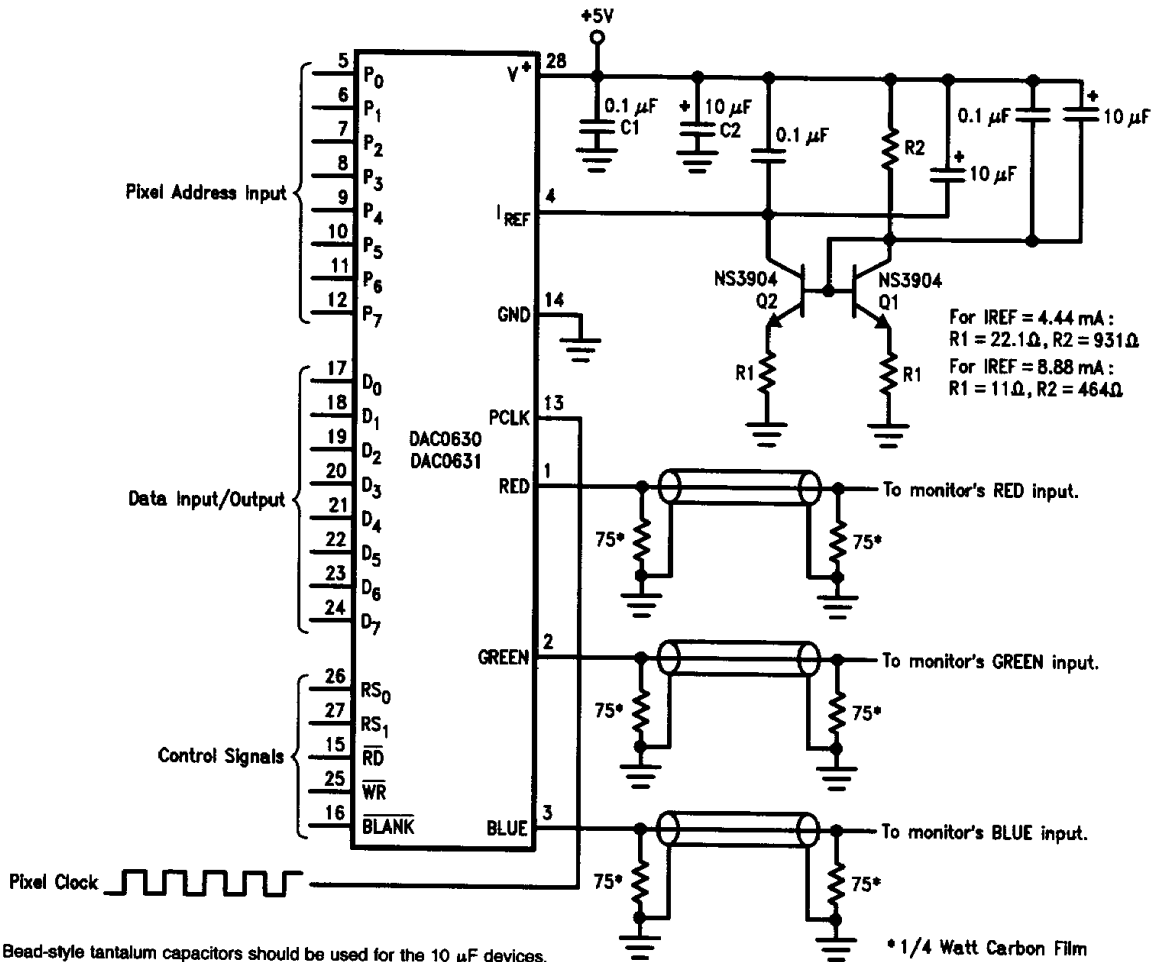 +5V
5 P0
6 P1
7 P2
8 P3
9 P4
10 P5
11 P6
12 P7
Pixel Address Input
17 D0
18 D1
19 D2
20 D3
21 D4
22 D5
23 D6
24 D7
Data Input/Output
26 RS0
27 RS1
15 RD
25 WR
16 BLANK
Control Signals
Pixel Clock
DAC0630
DAC0631
V+ 28
IREF 4
GND 14
PCLK 13
RED 1
GREEN 2
BLUE 3
0.1 μF
C1
+ 10 μF
C2
0.1 μF
R2
+
10 μF
0.1 μF
+
10 μF
NS3904
Q2
NS3904
Q1
R1
R1
For IREF = 4.44 mA :
R1 = 22.1Ω, R2 = 931Ω
For IREF = 8.88 mA :
R1 = 11Ω, R2 = 464Ω
To monitor's RED input.
75*
75*
To monitor's GREEN input.
75*
75*
To monitor's BLUE input.
75*
75*
*1/4 Watt Carbon Film
Bead-style tantalum capacitors should be used for the 10 μF devices.